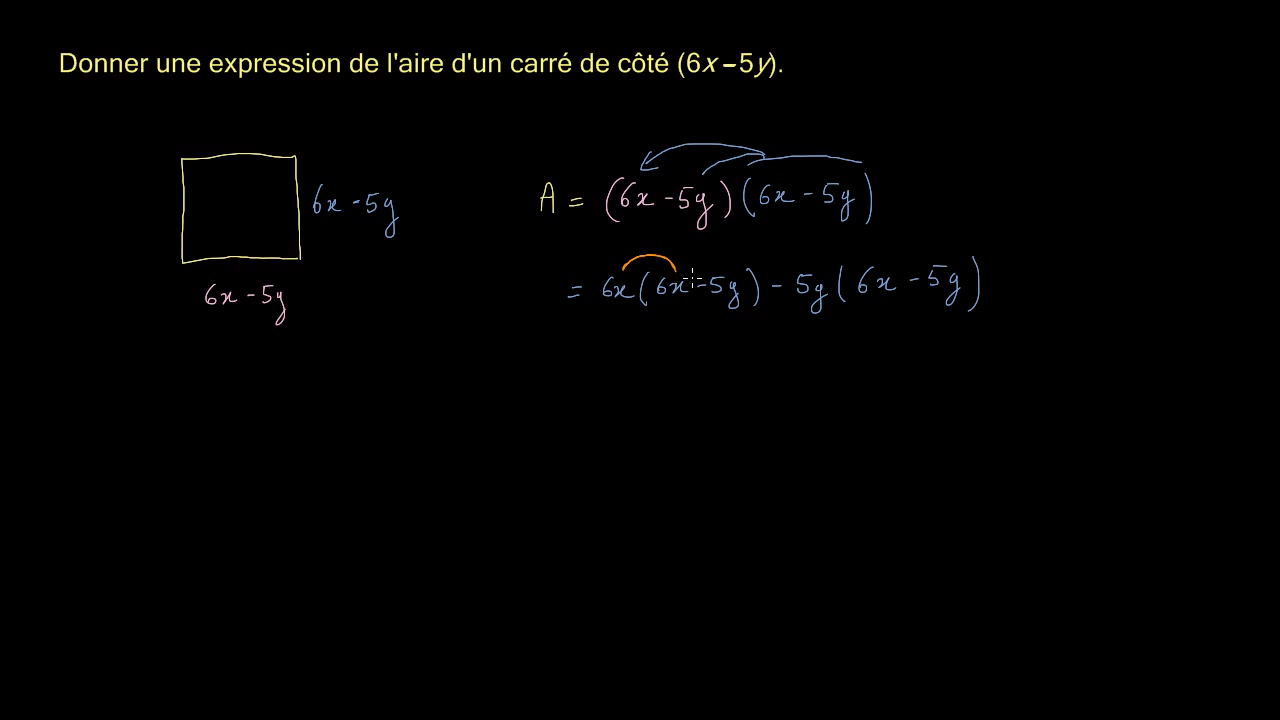 Donner une expression de l'aire d'un carré de côté (6x – 5y).
6x - 5y
6x - 5y
A = (6x - 5y)(6x - 5y)
= 6x(6x - 5y) - 5y(6x - 5y)